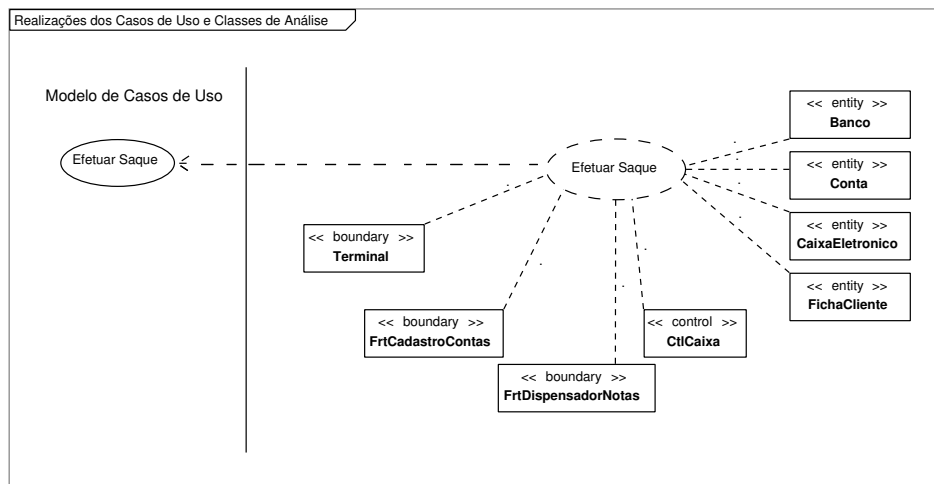 Realizações dos Casos de Uso e Classes de Análise
Modelo de Casos de Uso
Efetuar Saque
Efetuar Saque
<< entity >>
Banco
<< entity >>
Conta
<< entity >>
CaixaEletronico
<< entity >>
FichaCliente
<< boundary >>
Terminal
<< boundary >>
FrtCadastroContas
<< control >>
CtlCaixa
<< boundary >>
FrtDispensadorNotas